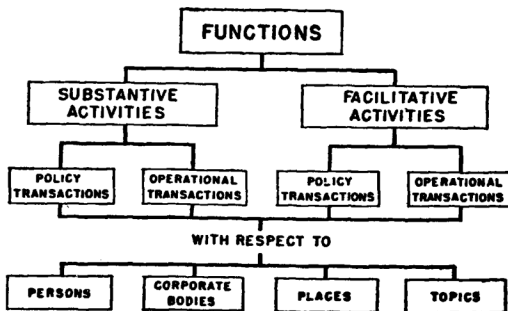 FUNCTIONS
SUBSTANTIVE
ACTIVITIES
FACILITATIVE
ACTIVITIES
POLICY
TRANSACTIONS
OPERATIONAL
TRANSACTIONS
POLICY
TRANSACTIONS
OPERATIONAL
TRANSACTIONS
WITH RESPECT TO
PERSONS
CORPORATE
BODIES
PLACES
TOPICS